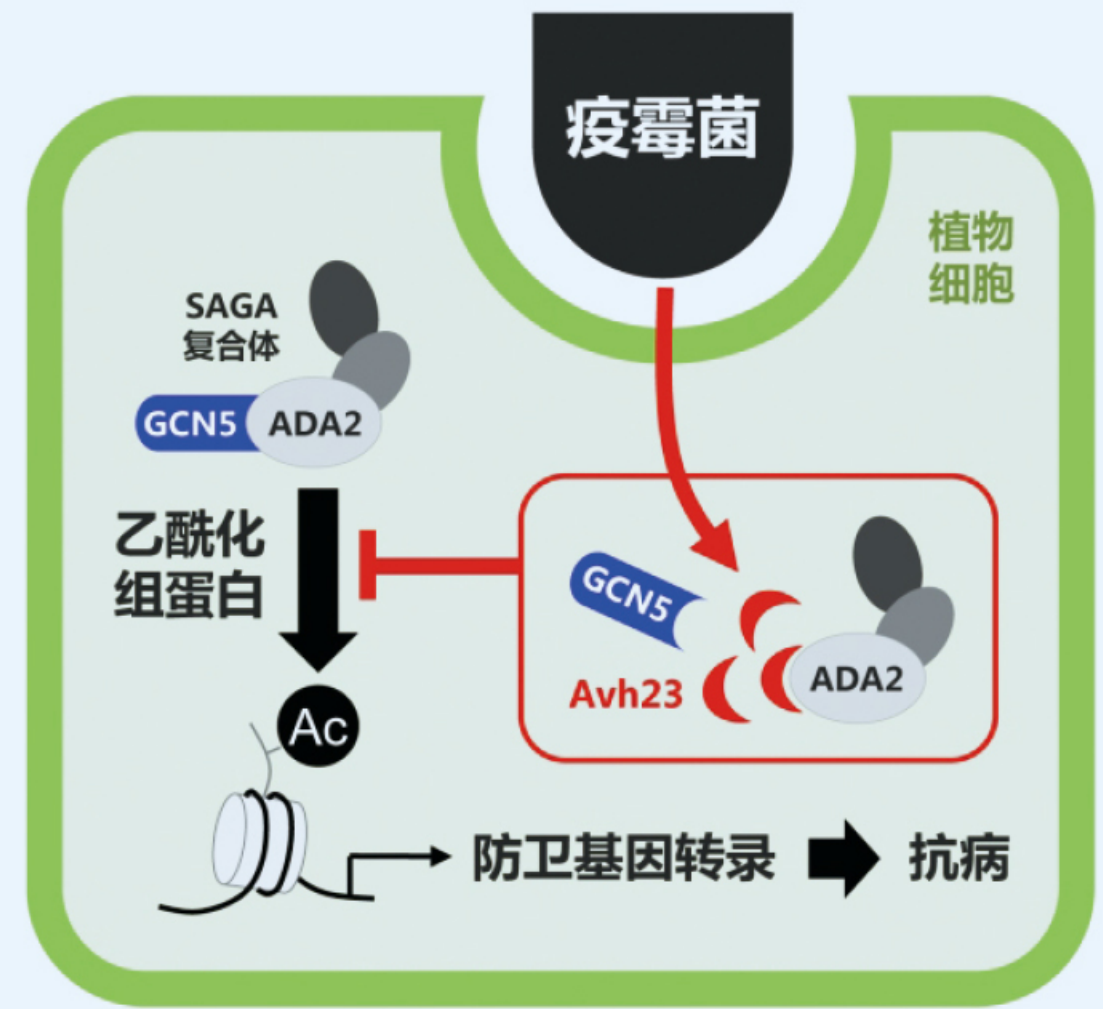 疫霉菌
植物
细胞
SAGA
复合体
GCN5
ADA2
乙酰化
组蛋白
GCN5
Avh23
ADA2
Ac
防卫基因转录
抗病